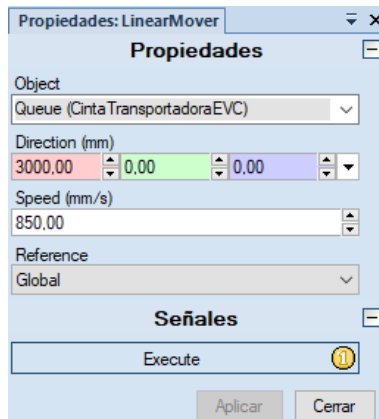 Propiedades: LinearMover
Propiedades
Object
Queue (CintaTransportadoraEVC)
Direction (mm)
3000,00 0,00 0,00
Speed (mm/s)
850,00
Reference
Global
Señales
Execute 1
Aplicar Cerrar